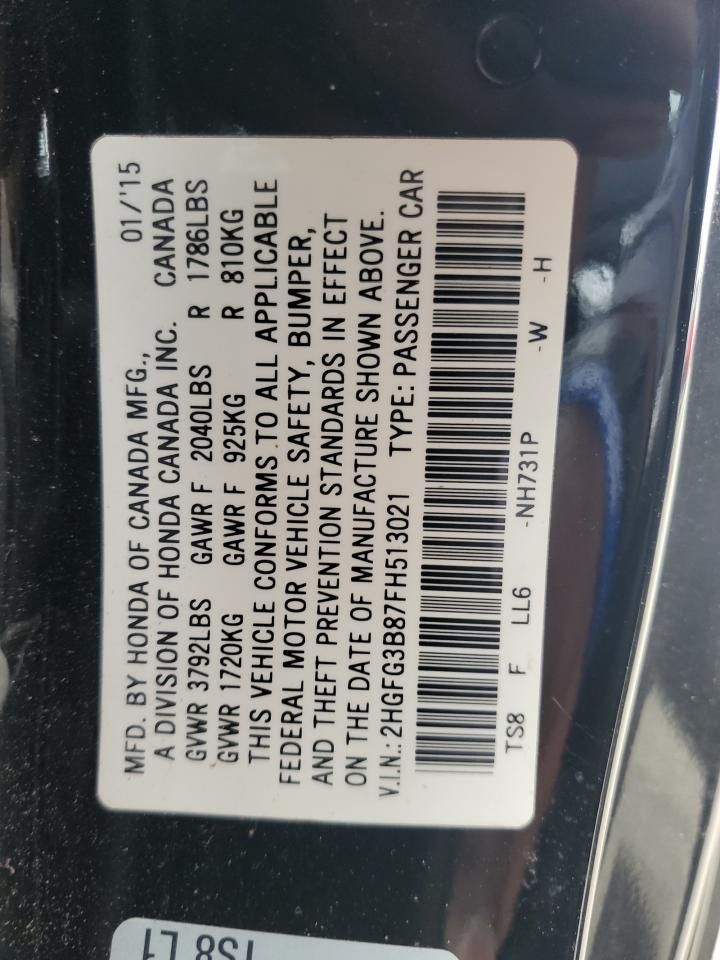 MFD. BY HONDA OF CANADA MFG., 01/'15
A DIVISION OF HONDA CANADA INC. CANADA
GVWR 3792LBS GAWR F 2040LBS R 1786LBS
GVWR 1720KG GAWR F 925KG R 810KG
THIS VEHICLE CONFORMS TO ALL APPLICABLE
FEDERAL MOTOR VEHICLE SAFETY, BUMPER,
AND THEFT PREVENTION STANDARDS IN EFFECT
ON THE DATE OF MANUFACTURE SHOWN ABOVE.
V.I.N.: 2HGFG3B87FH513021 TYPE: PASSENGER CAR
TS8 F LL6 -NH731P -W -H